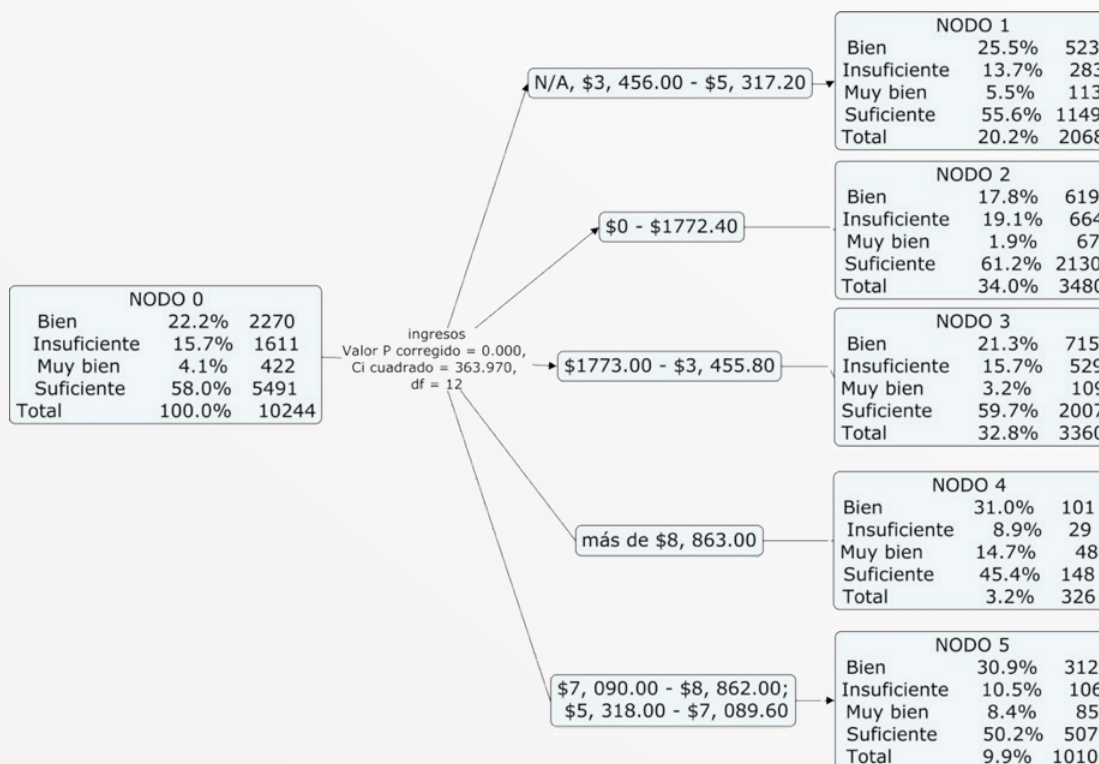 NODO 0
Bien 22.2% 2270
Insuficiente 15.7% 1611
Muy bien 4.1% 422
Suficiente 58.0% 5491
Total 100.0% 10244
ingresos
Valor P corregido = 0.000,
Ci cuadrado = 363.970,
df = 12
N/A, $3, 456.00 - $5, 317.20
NODO 1
Bien 25.5% 523
Insuficiente 13.7% 283
Muy bien 5.5% 113
Suficiente 55.6% 1149
Total 20.2% 2068
$0 - $1772.40
NODO 2
Bien 17.8% 619
Insuficiente 19.1% 664
Muy bien 1.9% 67
Suficiente 61.2% 2130
Total 34.0% 3480
$1773.00 - $3, 455.80
NODO 3
Bien 21.3% 715
Insuficiente 15.7% 529
Muy bien 3.2% 109
Suficiente 59.7% 2007
Total 32.8% 3360
más de $8, 863.00
NODO 4
Bien 31.0% 101
Insuficiente 8.9% 29
Muy bien 14.7% 48
Suficiente 45.4% 148
Total 3.2% 326
$7, 090.00 - $8, 862.00;
$5, 318.00 - $7, 089.60
NODO 5
Bien 30.9% 312
Insuficiente 10.5% 106
Muy bien 8.4% 85
Suficiente 50.2% 507
Total 9.9% 1010